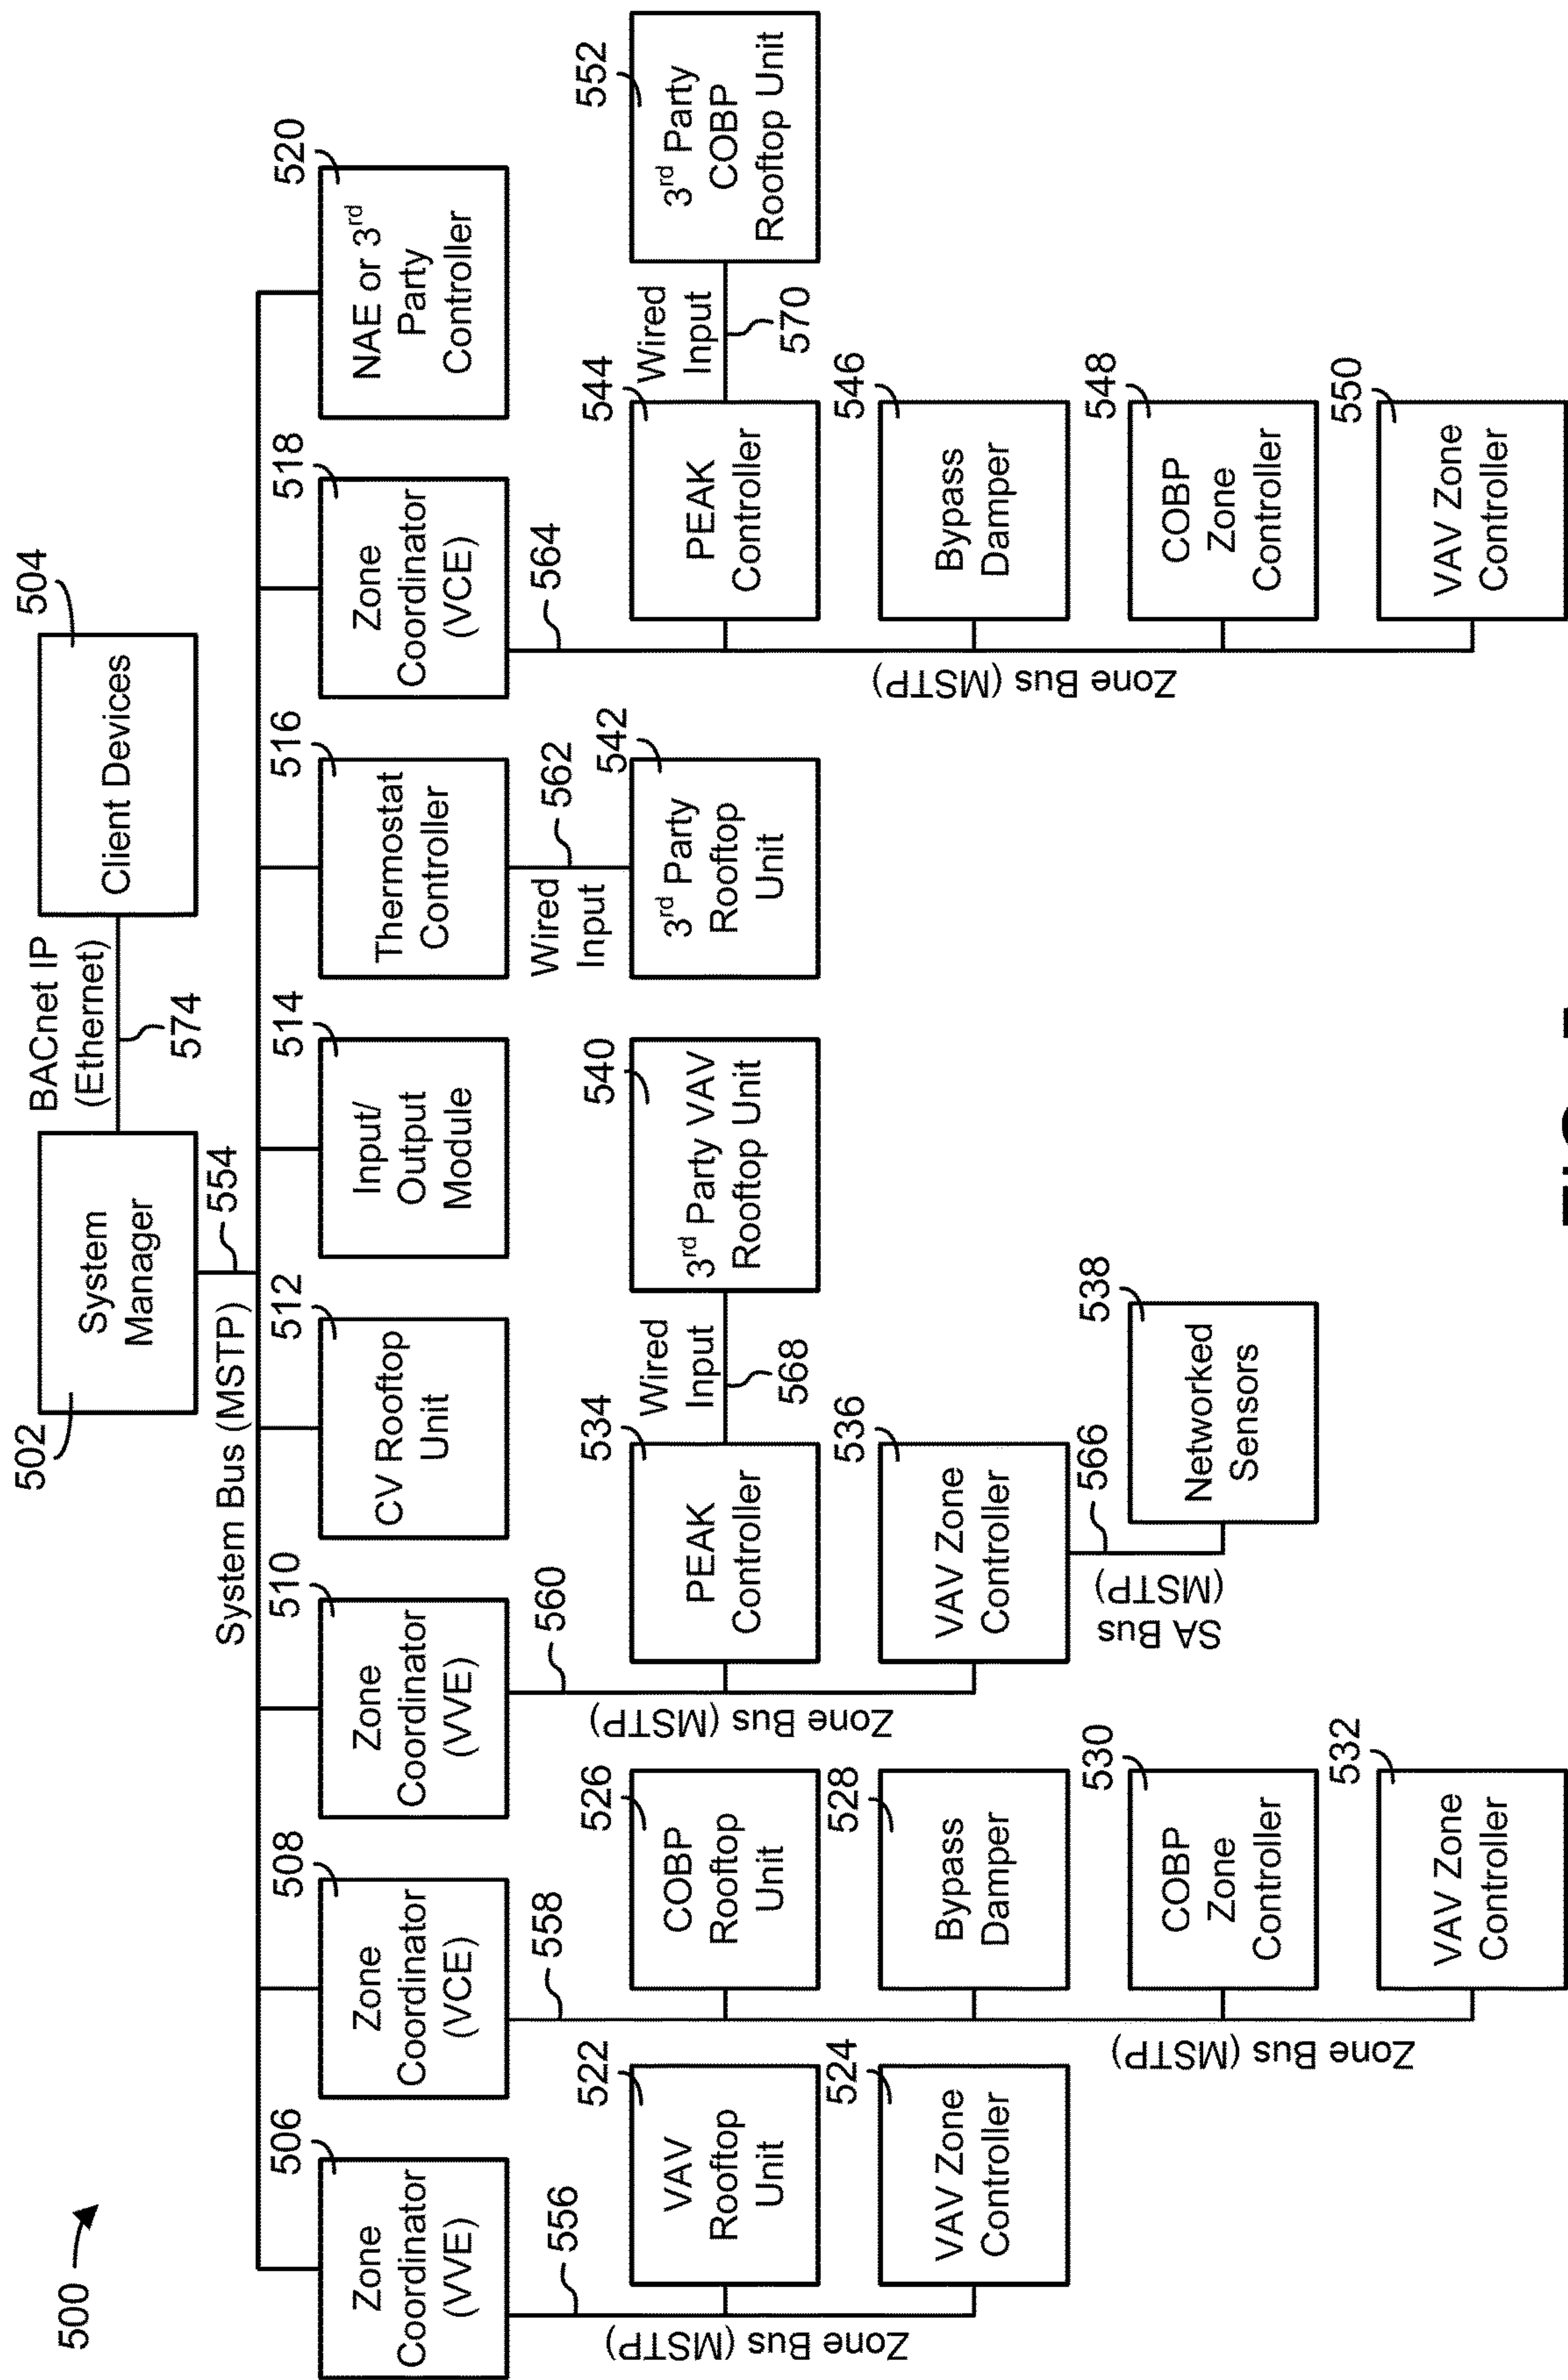 500
502
System
Manager
BACnet IP
(Ethernet)
574
504
Client Devices
System Bus (MSTP)
554
506
Zone
Coordinator
(VVE)
508
Zone
Coordinator
(VCE)
510
Zone
Coordinator
(VVE)
512
CV Rooftop
Unit
514
Input/
Output
Module
516
Thermostat
Controller
518
Zone
Coordinator
(VCE)
520
NAE or 3rd
Party
Controller
556
Zone Bus (MSTP)
522
VAV
Rooftop
Unit
524
VAV Zone
Controller
558
Zone Bus (MSTP)
526
COBP
Rooftop
Unit
528
Bypass
Damper
530
COBP
Zone
Controller
532
VAV Zone
Controller
560
Zone Bus (MSTP)
534
PEAK
Controller
Wired
Input
568
540
3rd Party VAV
Rooftop Unit
536
VAV Zone
Controller
566
SA Bus
(MSTP)
538
Networked
Sensors
562
Wired
Input
542
3rd Party
Rooftop
Unit
564
Zone Bus (MSTP)
544
PEAK
Controller
Wired
Input
570
552
3rd Party
COBP
Rooftop Unit
546
Bypass
Damper
548
COBP
Zone
Controller
550
VAV Zone
Controller